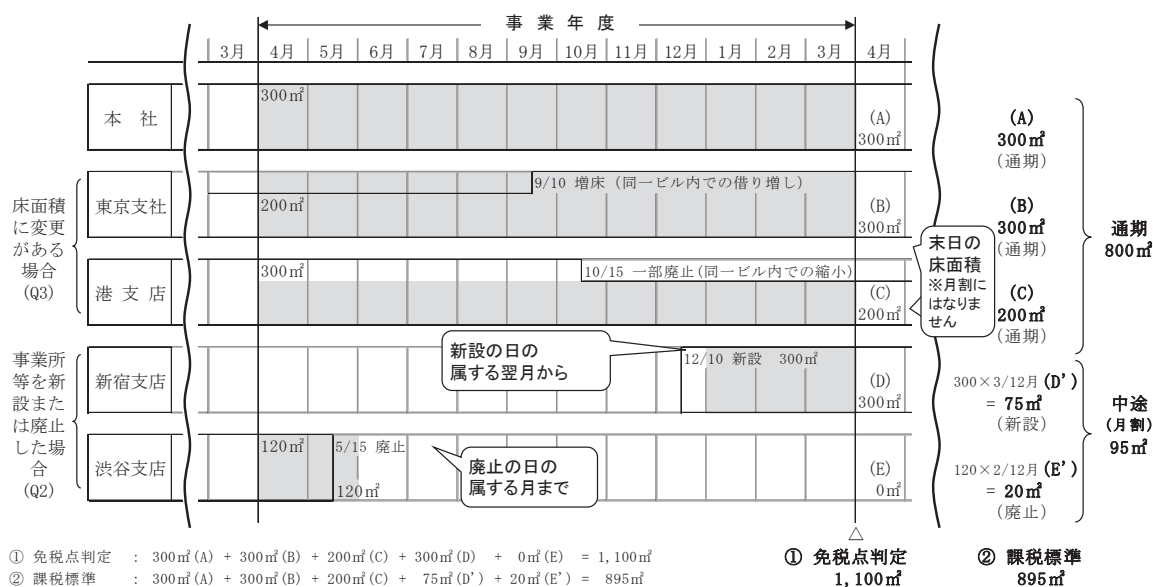 事業年度
3月 4月 5月 6月 7月 8月 9月 10月 11月 12月 1月 2月 3月 4月
本 社
300㎡
(A)
300㎡
(A)
300㎡
(通期)
床面積
に変更
がある
場合
(Q3)
東京支社
200㎡
9/10 増床（同一ビル内での借り増し）
(B)
300㎡
(B)
300㎡
(通期)
港 支 店
300㎡
10/15 一部廃止(同一ビル内での縮小)
(C)
200㎡
末日の
床面積
※月割に
はなりま
せん
(C)
200㎡
(通期)
通期
800㎡
事業所
等を新
設また
は廃止
した場
合
(Q2)
新宿支店
新設の日の
属する翌月から
12/10 新設 300㎡
(D)
300㎡
300×3/12月 (D')
= 75㎡
(新設)
渋谷支店
120㎡
5/15 廃止
120㎡
廃止の日の
属する月まで
(E)
0㎡
120×2/12月 (E')
= 20㎡
(廃止)
中途
(月割)
95㎡
△
① 免税点判定 : 300㎡(A) + 300㎡(B) + 200㎡(C) + 300㎡(D) + 0㎡(E) = 1,100㎡
② 課税標準 : 300㎡(A) + 300㎡(B) + 200㎡(C) + 75㎡(D') + 20㎡(E') = 895㎡
① 免税点判定
1,100㎡
② 課税標準
895㎡